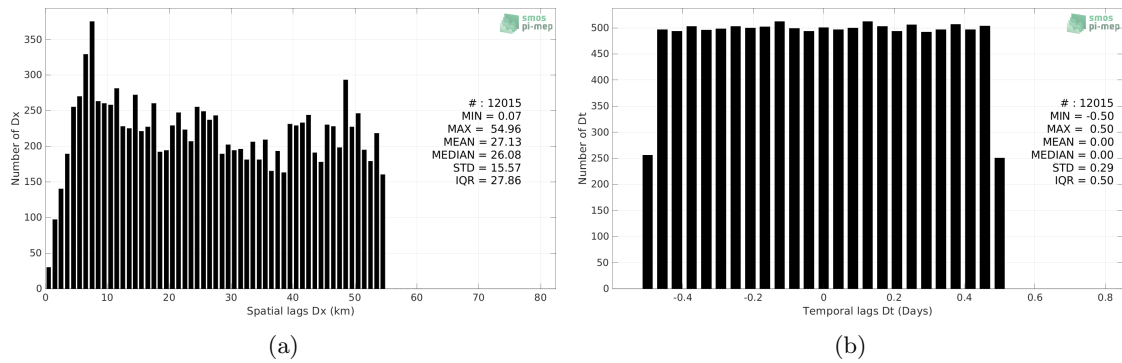 smos
pi-mep
350
300
250
200
150
100
50
0
Number of Dx
# : 12015
MIN = 0.07
MAX = 54.96
MEAN = 27.13
MEDIAN = 26.08
STD = 15.57
IQR = 27.86
0 10 20 30 40 50 60 70 80
Spatial lags Dx (km)
(a)
smos
pi-mep
500
450
400
350
300
250
200
150
100
50
0
Number of Dt
# : 12015
MIN = -0.50
MAX = 0.50
MEAN = 0.00
MEDIAN = 0.00
STD = 0.29
IQR = 0.50
-0.4 -0.2 0 0.2 0.4 0.6 0.8
Temporal lags Dt (Days)
(b)